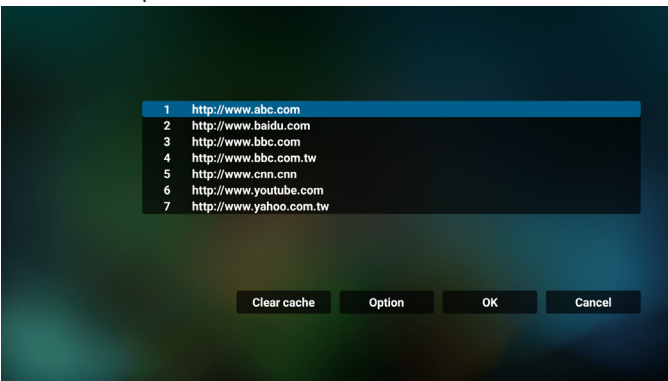 1 http://www.abc.com
2 http://www.baidu.com
3 http://www.bbc.com
4 http://www.bbc.com.tw
5 http://www.cnn.cnn
6 http://www.youtube.com
7 http://www.yahoo.com.tw
Clear cache Option OK Cancel